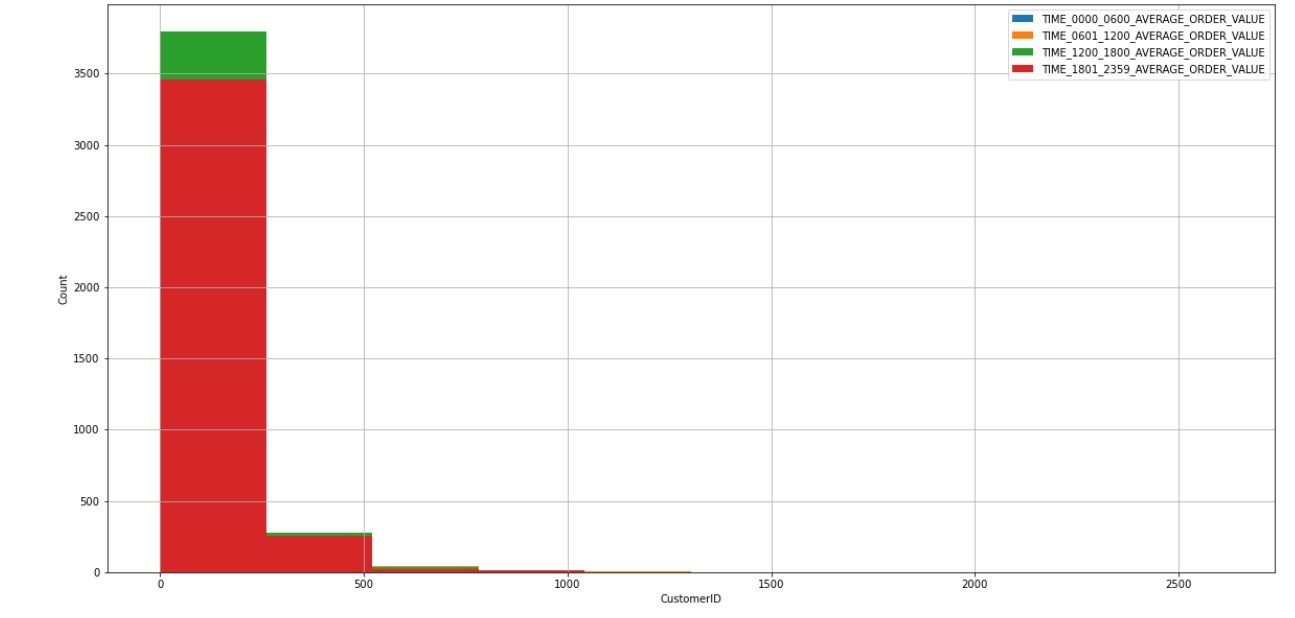 TIME_0000_0600_AVERAGE_ORDER_VALUE
TIME_0601_1200_AVERAGE_ORDER_VALUE
TIME_1200_1800_AVERAGE_ORDER_VALUE
TIME_1801_2359_AVERAGE_ORDER_VALUE
3500
3000
2500
2000
1500
1000
500
0
Count
0 500 1000 1500 2000 2500
CustomerID